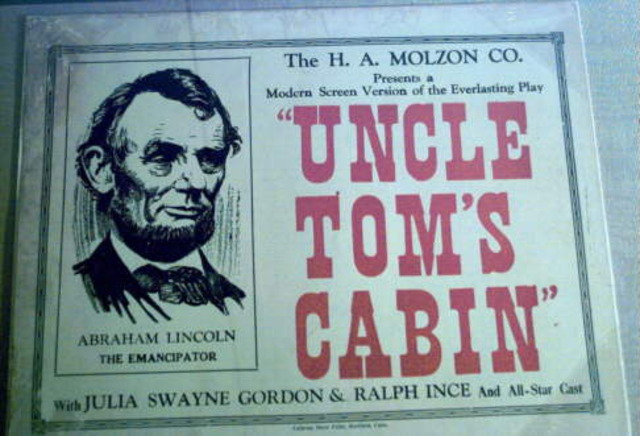 The H. A. MOLZON CO.
Presents a
Modern Screen Version of the Everlasting Play
"UNCLE
TOM'S
CABIN"
ABRAHAM LINCOLN
THE EMANCIPATOR
With JULIA SWAYNE GORDON & RALPH INCE And All-Star Cast